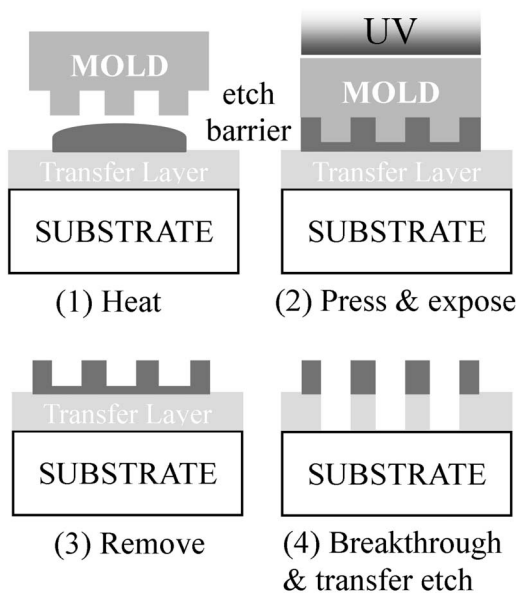 MOLD
etch
barrier
Transfer Layer
SUBSTRATE
(1) Heat
UV
MOLD
Transfer Layer
SUBSTRATE
(2) Press & expose
Transfer Layer
SUBSTRATE
(3) Remove
SUBSTRATE
(4) Breakthrough
& transfer etch